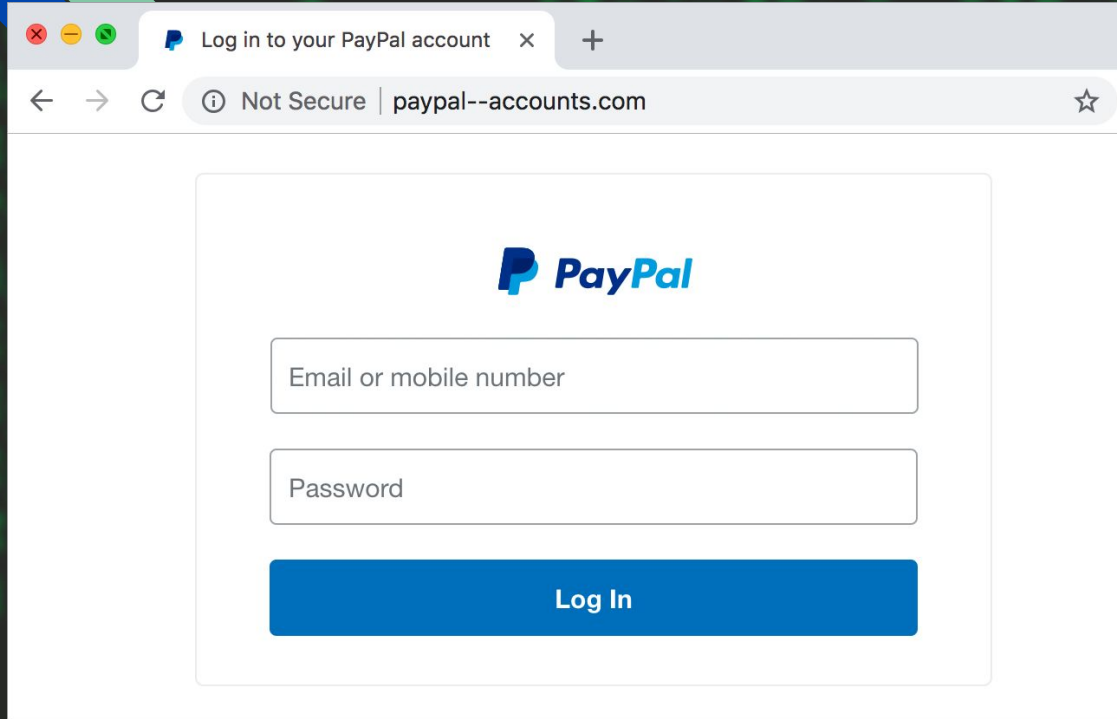 Log in to your PayPal account
Not Secure | paypal--accounts.com
PayPal
Email or mobile number
Password
Log In